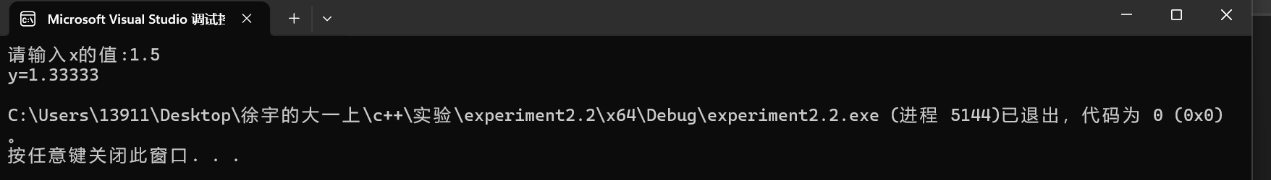 Microsoft Visual Studio 调试控
请输入x的值:1.5
y=1.33333
C:\Users\13911\Desktop\徐宇的大一上\c++\实验\experiment2.2\x64\Debug\experiment2.2.exe (进程 5144)已退出，代码为 0 (0x0)
。
按任意键关闭此窗口. . .